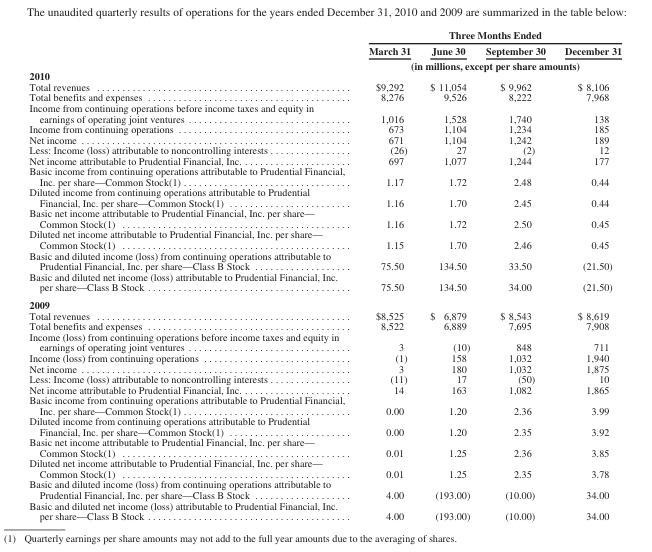 The unaudited quarterly results of operations for the years ended December 31, 2010 and 2009 are summarized in the table below:
Three Months Ended
March 31 June 30 September 30 December 31
(in millions, except per share amounts)
2010
Total revenues $9,292 $ 11,054 $ 9,962 $ 8,106
Total benefits and expenses 8,276 9,526 8,222 7,968
Income from continuing operations before income taxes and equity in
earnings of operating joint ventures 1,016 1,528 1,740 138
Income from continuing operations 673 1,104 1,234 185
Net income 671 1,104 1,242 189
Less: Income (loss) attributable to noncontrolling interests (26) 27 (2) 12
Net income attributable to Prudential Financial, Inc. 697 1,077 1,244 177
Basic income from continuing operations attributable to Prudential Financial,
Inc. per share—Common Stock(1) 1.17 1.72 2.48 0.44
Diluted income from continuing operations attributable to Prudential
Financial, Inc. per share—Common Stock(1) 1.16 1.70 2.45 0.44
Basic net income attributable to Prudential Financial, Inc. per share—
Common Stock(1) 1.16 1.72 2.50 0.45
Diluted net income attributable to Prudential Financial, Inc. per share—
Common Stock(1) 1.15 1.70 2.46 0.45
Basic and diluted income (loss) from continuing operations attributable to
Prudential Financial, Inc. per share—Class B Stock 75.50 134.50 33.50 (21.50)
Basic and diluted net income (loss) attributable to Prudential Financial, Inc.
per share—Class B Stock 75.50 134.50 34.00 (21.50)
2009
Total revenues $8,525 $ 6,879 $ 8,543 $ 8,619
Total benefits and expenses 8,522 6,889 7,695 7,908
Income (loss) from continuing operations before income taxes and equity in
earnings of operating joint ventures 3 (10) 848 711
Income (loss) from continuing operations (1) 158 1,032 1,940
Net income 3 180 1,032 1,875
Less: Income (loss) attributable to noncontrolling interests (11) 17 (50) 10
Net income attributable to Prudential Financial, Inc. 14 163 1,082 1,865
Basic income from continuing operations attributable to Prudential Financial,
Inc. per share—Common Stock(1) 0.00 1.20 2.36 3.99
Diluted income from continuing operations attributable to Prudential
Financial, Inc. per share—Common Stock(1) 0.00 1.20 2.35 3.92
Basic net income attributable to Prudential Financial, Inc. per share—
Common Stock(1) 0.01 1.25 2.36 3.85
Diluted net income attributable to Prudential Financial, Inc. per share—
Common Stock(1) 0.01 1.25 2.35 3.78
Basic and diluted income (loss) from continuing operations attributable to
Prudential Financial, Inc. per share—Class B Stock 4.00 (193.00) (10.00) 34.00
Basic and diluted net income (loss) attributable to Prudential Financial, Inc.
per share—Class B Stock 4.00 (193.00) (10.00) 34.00
(1) Quarterly earnings per share amounts may not add to the full year amounts due to the averaging of shares.